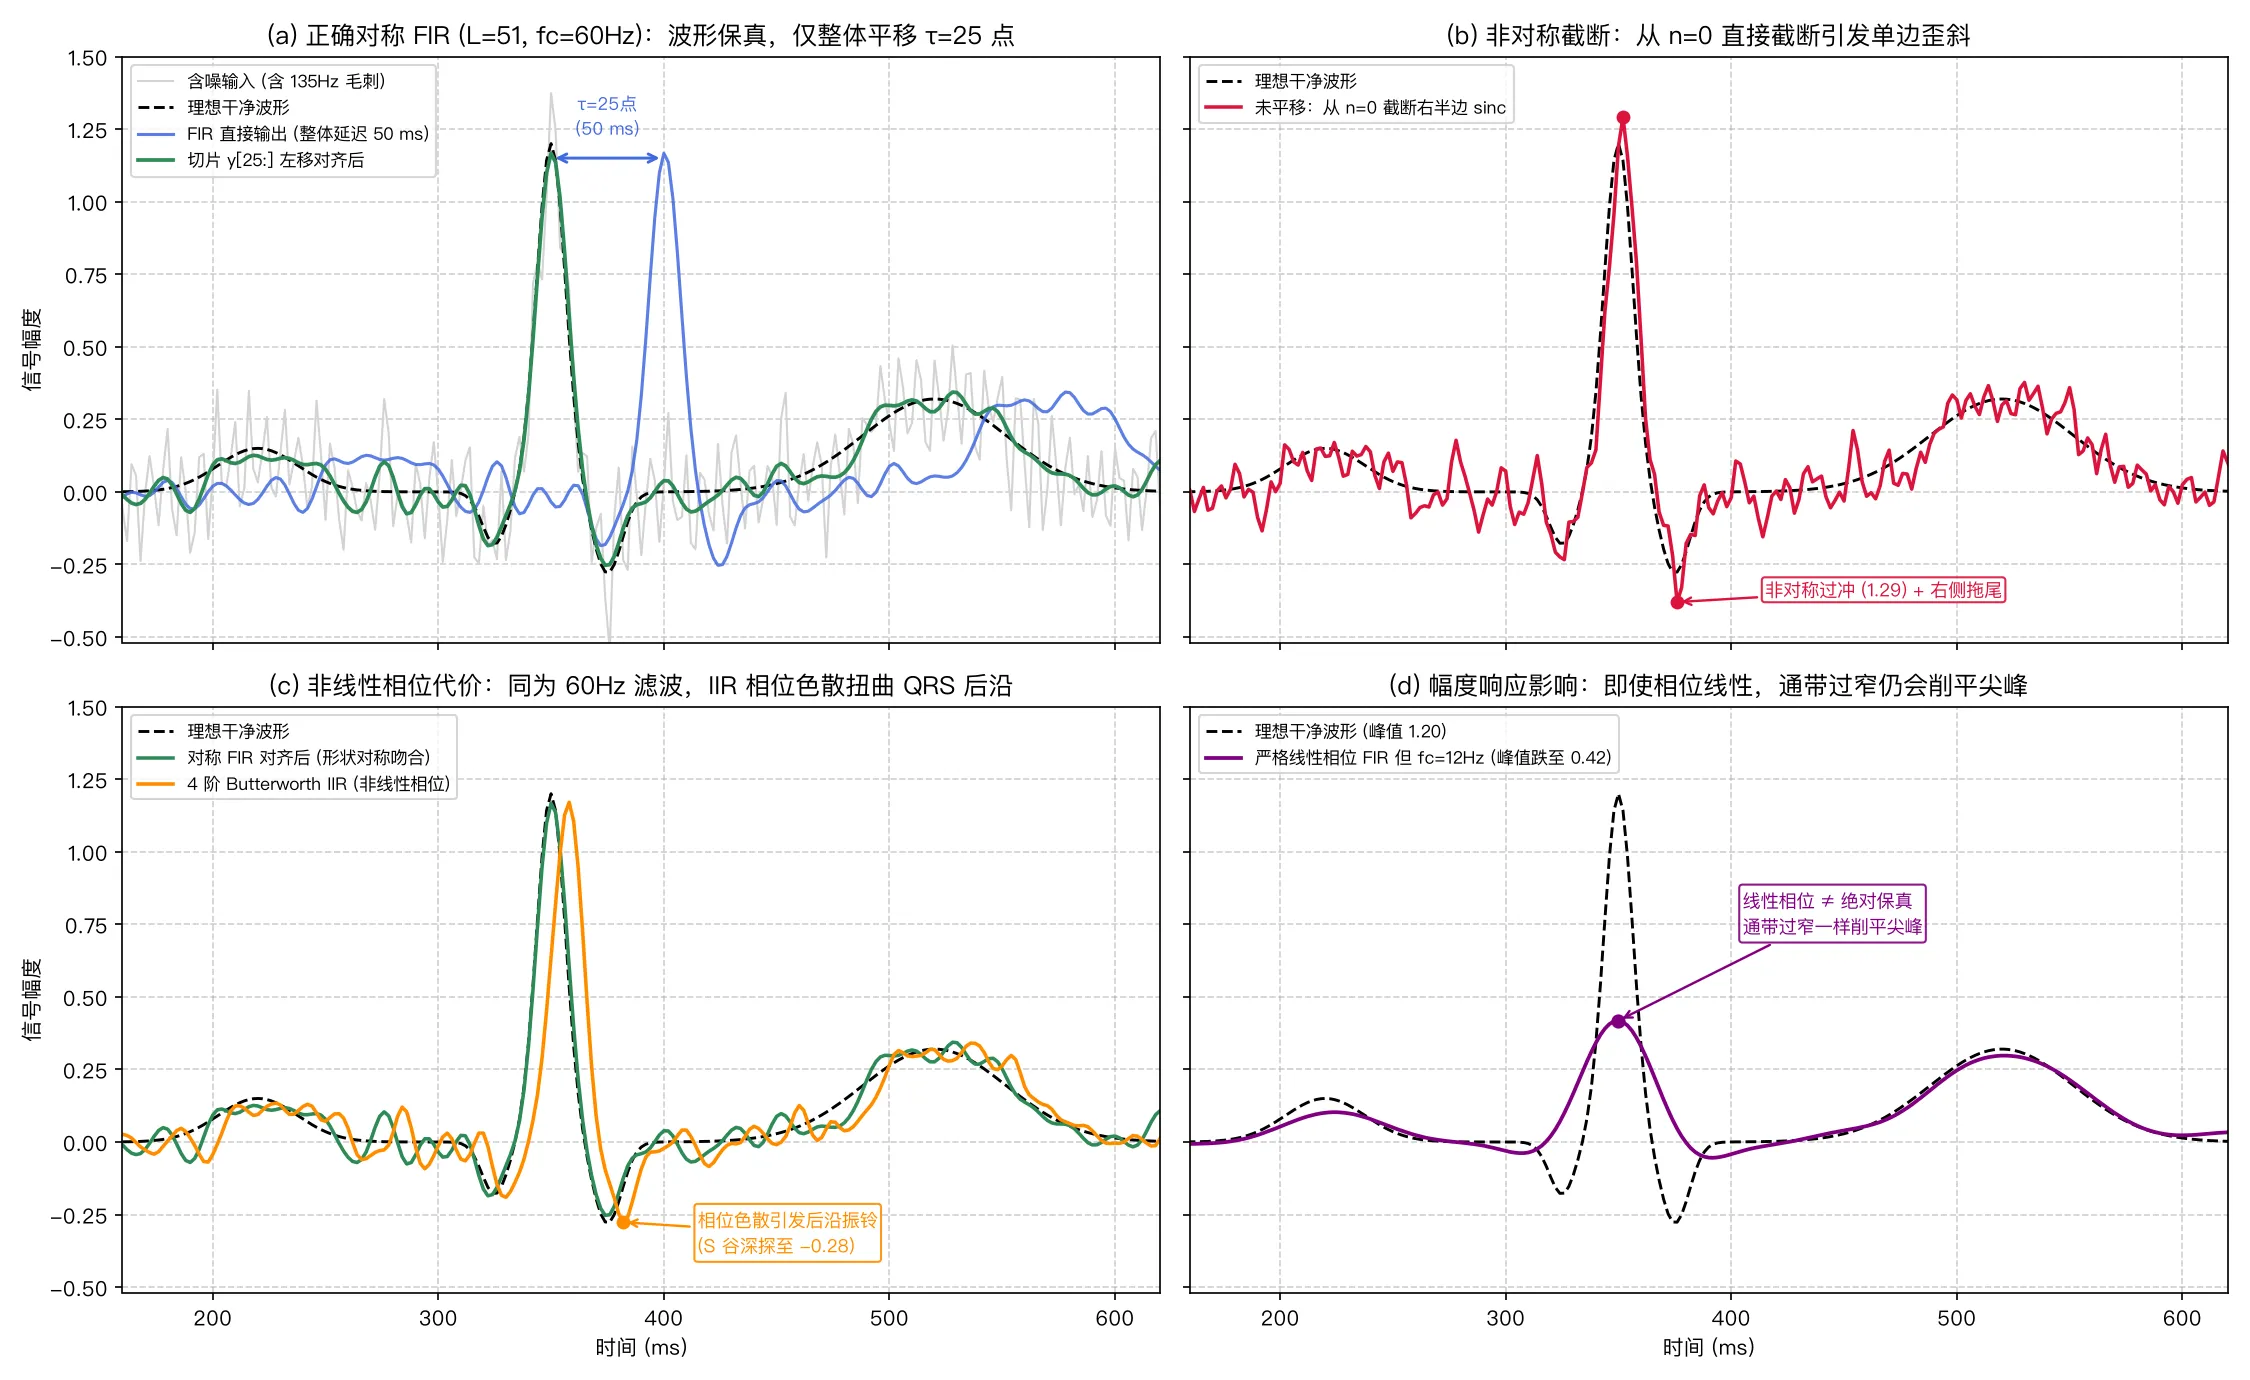 (a) 正确对称 FIR (L=51, fc=60Hz)：波形保真，仅整体平移 τ=25 点
含噪输入 (含 135Hz 毛刺)
理想干净波形
FIR 直接输出 (整体延迟 50 ms)
切片 y[25:] 左移对齐后
τ=25点
(50 ms)
1.50
1.25
1.00
0.75
0.50
0.25
0.00
−0.25
−0.50
信号幅度
(b) 非对称截断：从 n=0 直接截断引发单边歪斜
理想干净波形
未平移：从 n=0 截断右半边 sinc
非对称过冲 (1.29) + 右侧拖尾
(c) 非线性相位代价：同为 60Hz 滤波，IIR 相位色散扭曲 QRS 后沿
理想干净波形
对称 FIR 对齐后 (形状对称吻合)
4 阶 Butterworth IIR (非线性相位)
相位色散引发后沿振铃
(S 谷深探至 −0.28)
1.50
1.25
1.00
0.75
0.50
0.25
0.00
−0.25
−0.50
信号幅度
200
300
400
500
600
时间 (ms)
(d) 幅度响应影响：即使相位线性，通带过窄仍会削平尖峰
理想干净波形 (峰值 1.20)
严格线性相位 FIR 但 fc=12Hz (峰值跌至 0.42)
线性相位 ≠ 绝对保真
通带过窄一样削平尖峰
200
300
400
500
600
时间 (ms)